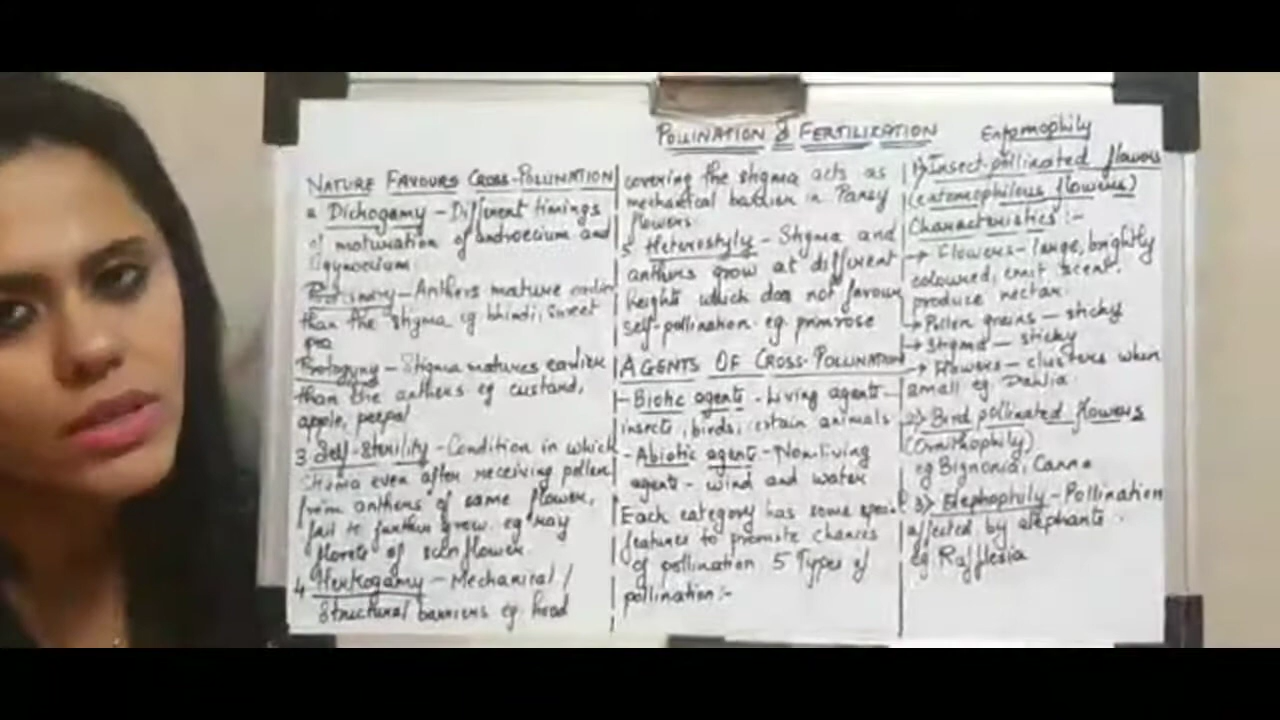 POLLINATION & FERTILIZATION
NATURE FAVOURS CROSS-POLLINATION
2. Dichogamy - Different timings
of maturation of androecium and
gynoecium
- Anthers mature earlier
than the stigma eg bhindi, sweet
pea
Protogyny - Stigma matures earlier
than the anthers eg custard,
apple, peepal
3. Self-Sterility - Condition in which
stigma even after receiving pollen
from anthers of same flower,
fail to further grow. eg ray
florets of sunflower.
4. Herkogamy - Mechanical /
Structural barriers eg. hood
covering the stigma acts as
mechanical barrier in Pansy
flowers.
5 Heterostyly - Stigma and
anthers grow at different
heights which does not favour
self-pollination. eg. primrose
AGENTS OF CROSS-POLLINATION
- Biotic agents - Living agents -
insects, birds, certain animals
- Abiotic agent - Non-living
agent - wind and water
Each category has some special
features to promote chances
of pollination 5 Types of
pollination :-
Entomophily
1) Insect-pollinated flowers
(entomophilous flowers)
Characteristics :-
→ Flowers - large, brightly
coloured, emit scent,
produce nectar.
→ Pollen grains - sticky
→ Stigma - sticky
→ Flowers - clusters when
small eg. Dahlia
2) Bird pollinated flowers
(Ornithophily)
eg Bignonia, Canna
3) Elephophily - Pollination
affected by elephants.
eg Rafflesia